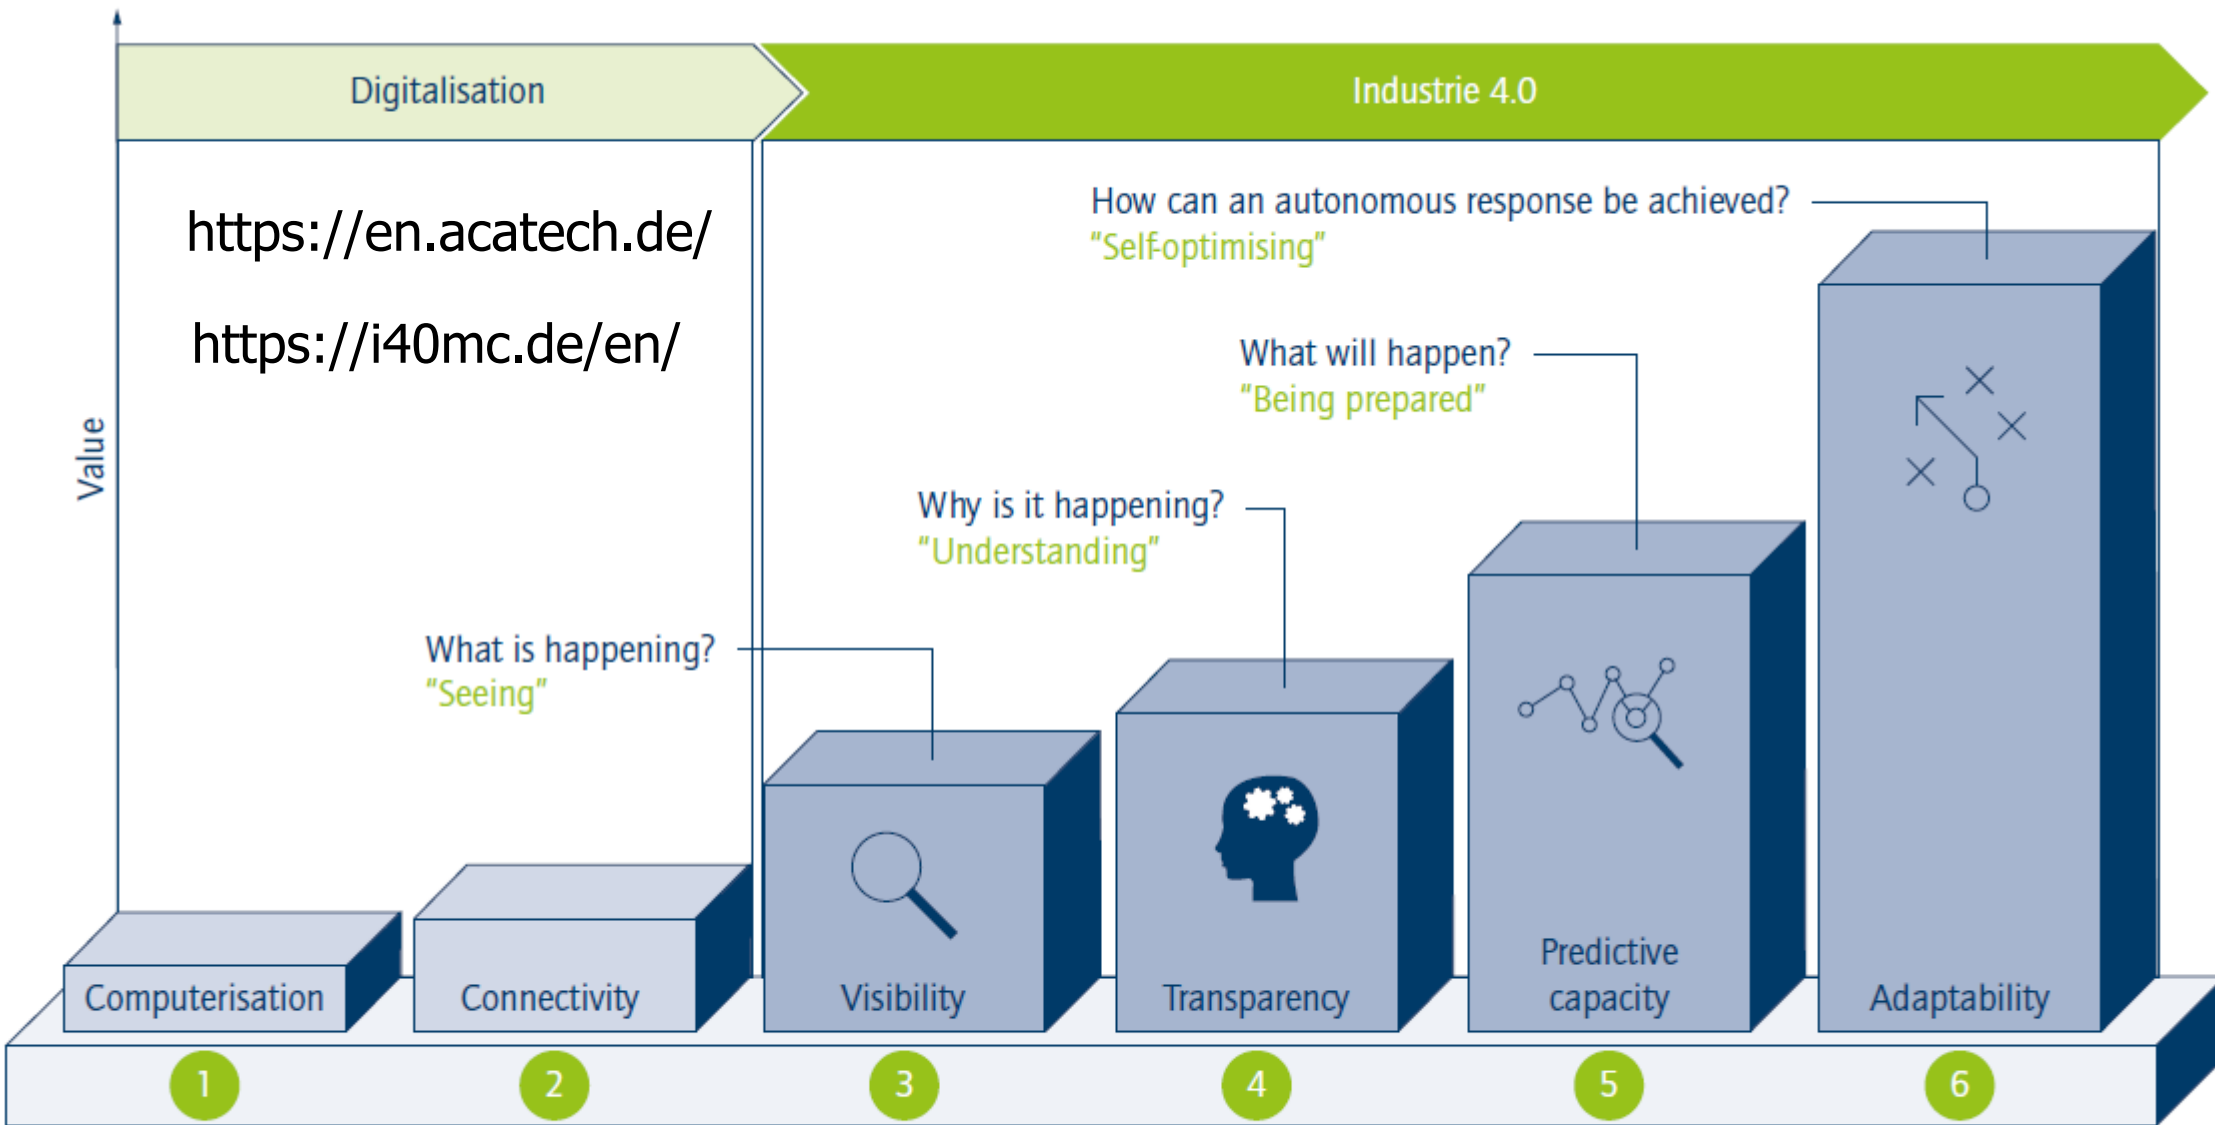 Digitalisation
Industrie 4.0
https://en.acatech.de/
https://i40mc.de/en/
Value
How can an autonomous response be achieved?
"Self-optimising"
What will happen?
"Being prepared"
Why is it happening?
"Understanding"
What is happening?
"Seeing"
Computerisation
Connectivity
Visibility
Transparency
Predictive
capacity
Adaptability
1
2
3
4
5
6